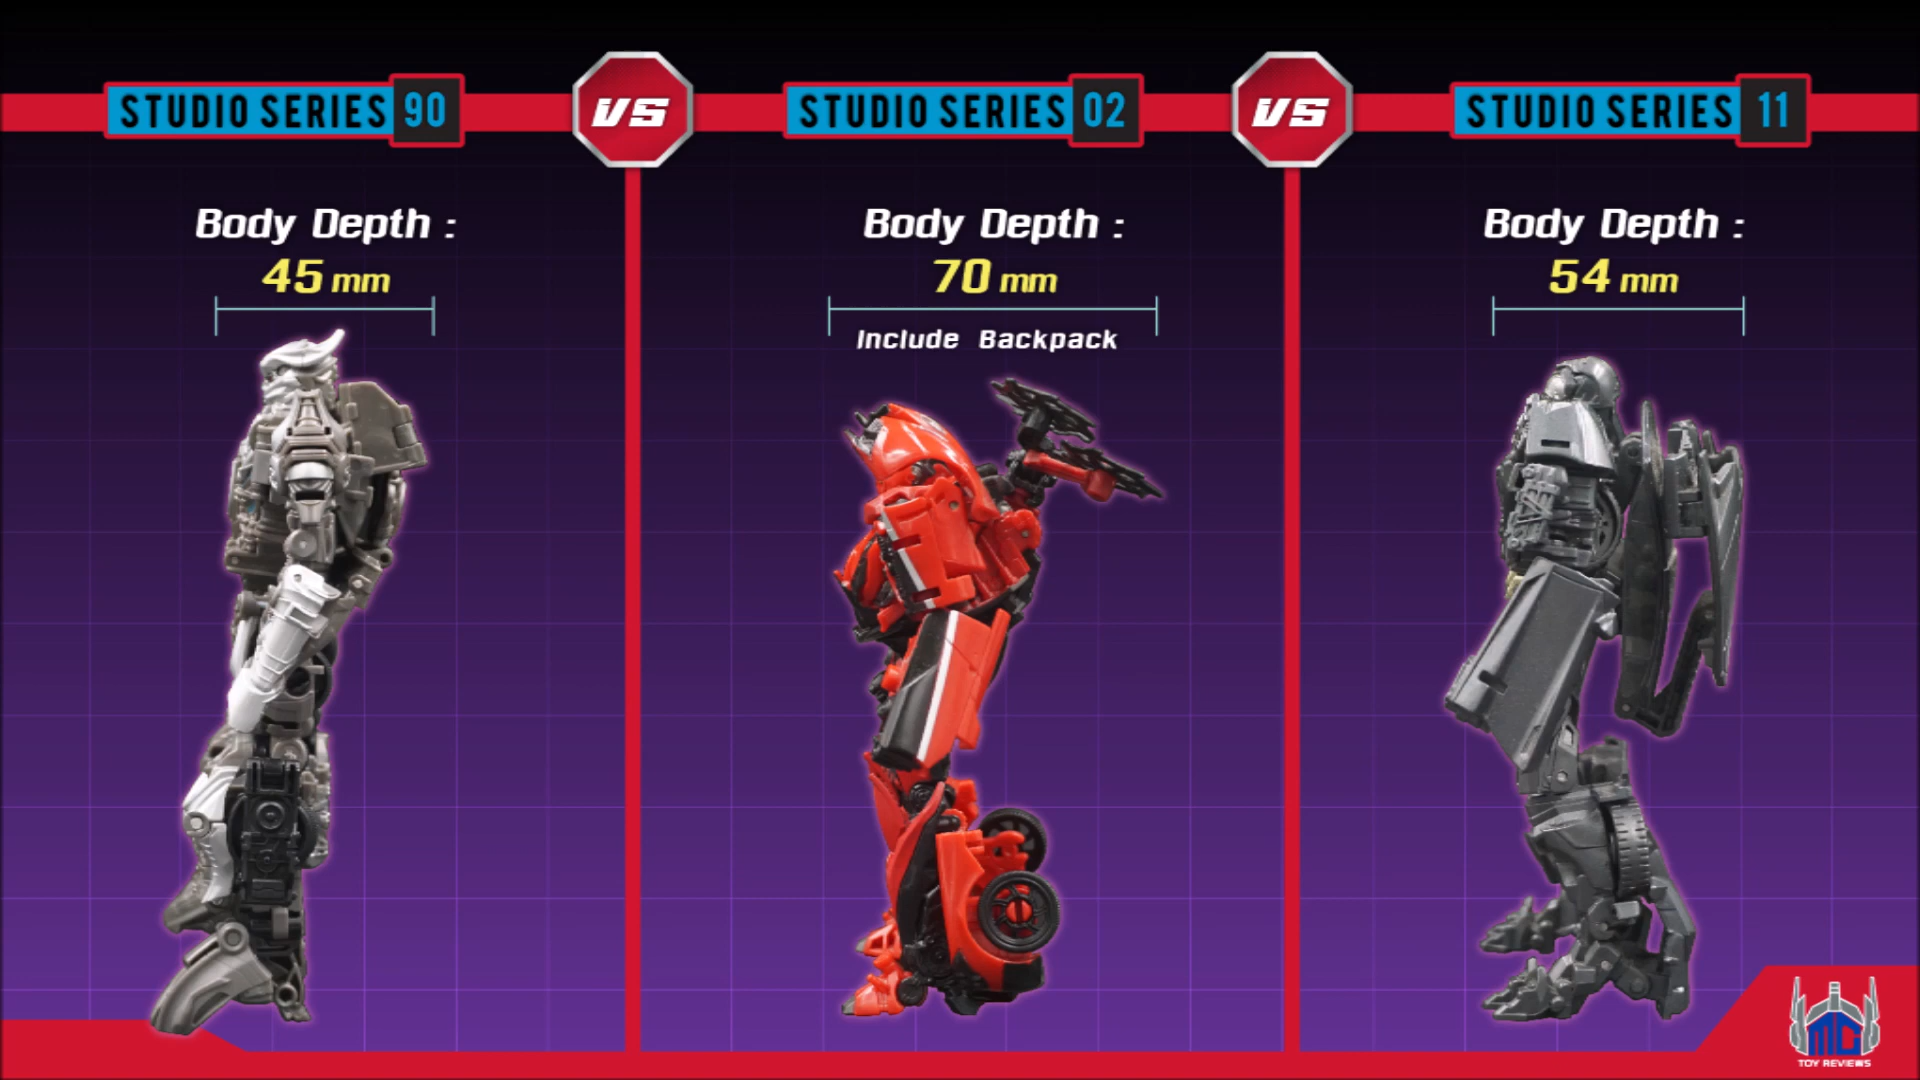 STUDIO SERIES 90
VS
STUDIO SERIES 02
VS
STUDIO SERIES 11
Body Depth :
45 mm
Body Depth :
70 mm
Include Backpack
Body Depth :
54 mm
MC
TOY REVIEWS